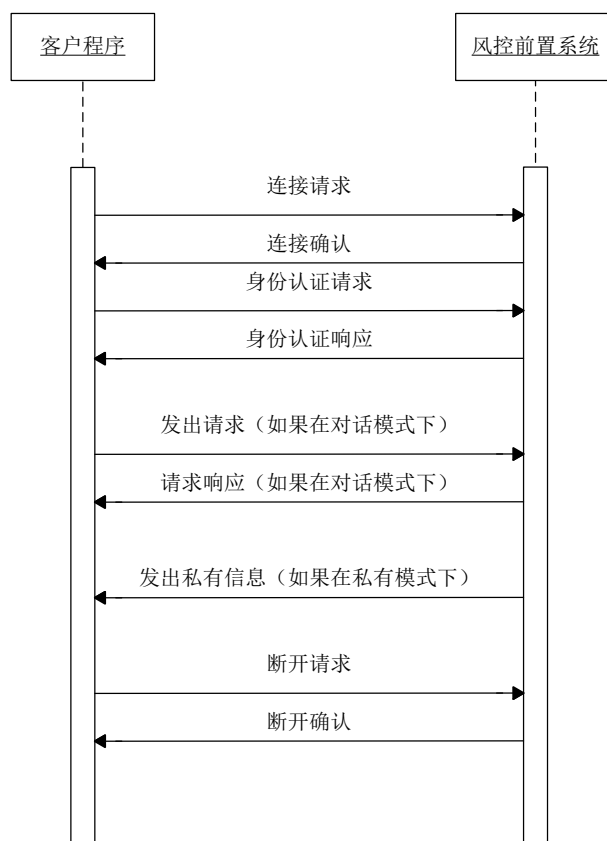 客户程序
风控前置系统
连接请求
连接确认
身份认证请求
身份认证响应
发出请求（如果在对话模式下）
请求响应（如果在对话模式下）
发出私有信息（如果在私有模式下）
断开请求
断开确认